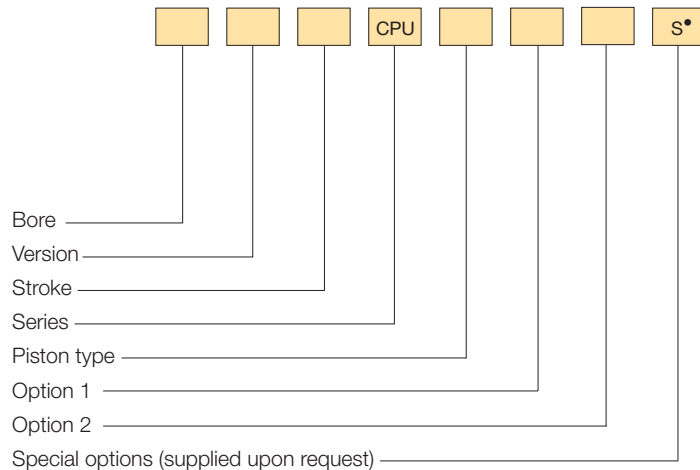 CPU S•
Bore
Version
Stroke
Series
Piston type
Option 1
Option 2
Special options (supplied upon request)